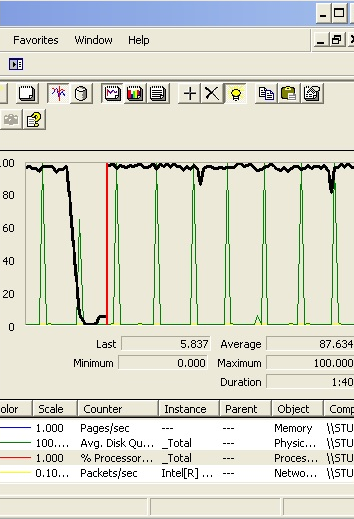 Favorites Window Help
100
80
60
40
20
0
Last 5.837 Average 87.634
Minimum 0.000 Maximum 100.000
Duration 1:40
Scale Counter Instance Parent Object
1.000 Pages/sec --- --- Memory \\STU
100.... Avg. Disk Qu... _Total --- Physic... \\STU
1.000 % Processor... _Total --- Proces... \\STU
0.10... Packets/sec Intel[R] ... --- Netwo... \\STU